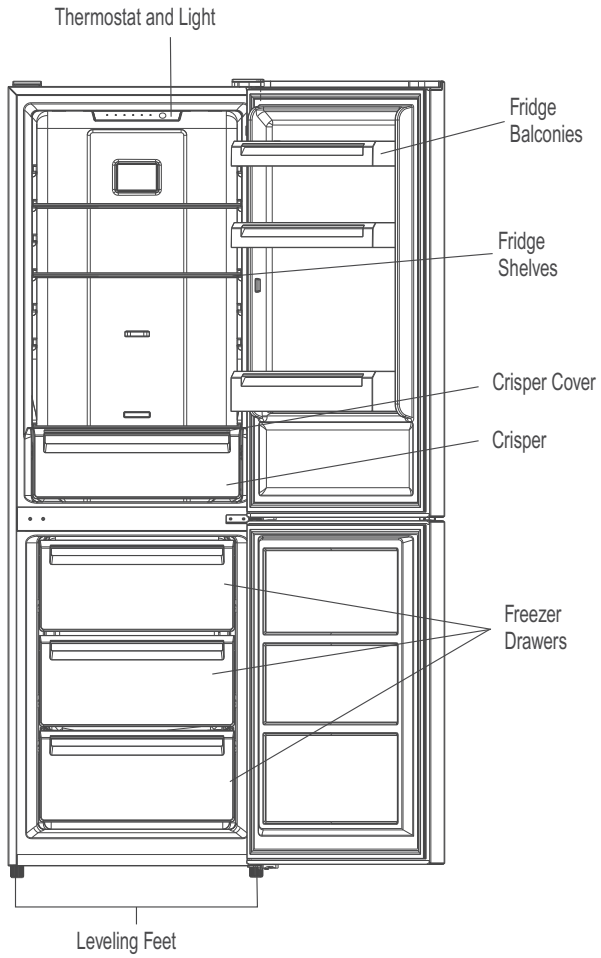 Thermostat and Light
Fridge
Balconies
Fridge
Shelves
Crisper Cover
Crisper
Freezer
Drawers
Leveling Feet